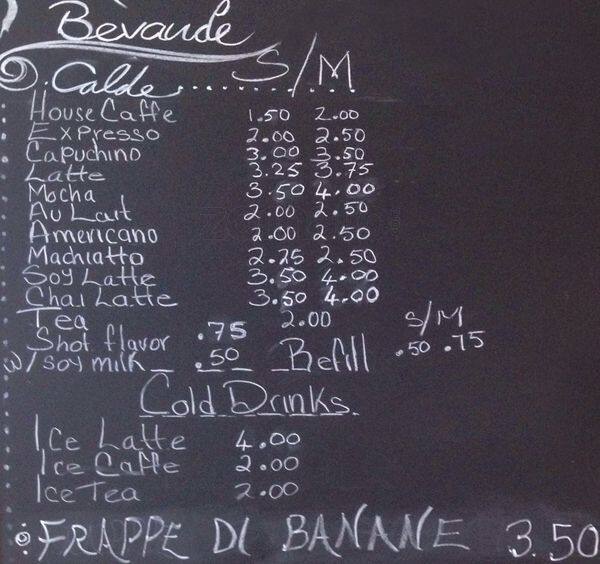 Bevande
Calde S/M
House Caffe 1.50 2.00
Expresso 2.00 2.50
Capuchino 3.00 3.50
Latte 3.25 3.75
Mocha 3.50 4.00
Au Lait 2.00 2.50
Americano 2.00 2.50
Machiatto 2.25 2.50
Soy Latte 3.50 4.00
Chai Latte 3.50 4.00
Tea 2.00
Shot flavor .75 S/M
w/ soy milk .50 Refill .50 .75
Cold Drinks
Ice Latte 4.00
Ice Caffe 2.00
Ice Tea 2.00
FRAPPE DI BANANE 3.50